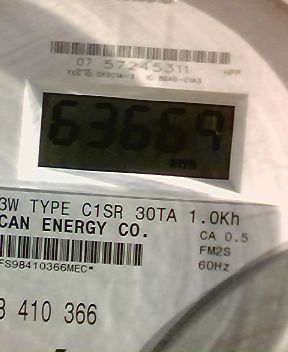 07 57245311
63669
kWh
3W TYPE C1SR 30TA 1.0Kh
CAN ENERGY CO. CA 0.5
FM2S
FS98410366MEC* 60Hz
8 410 366